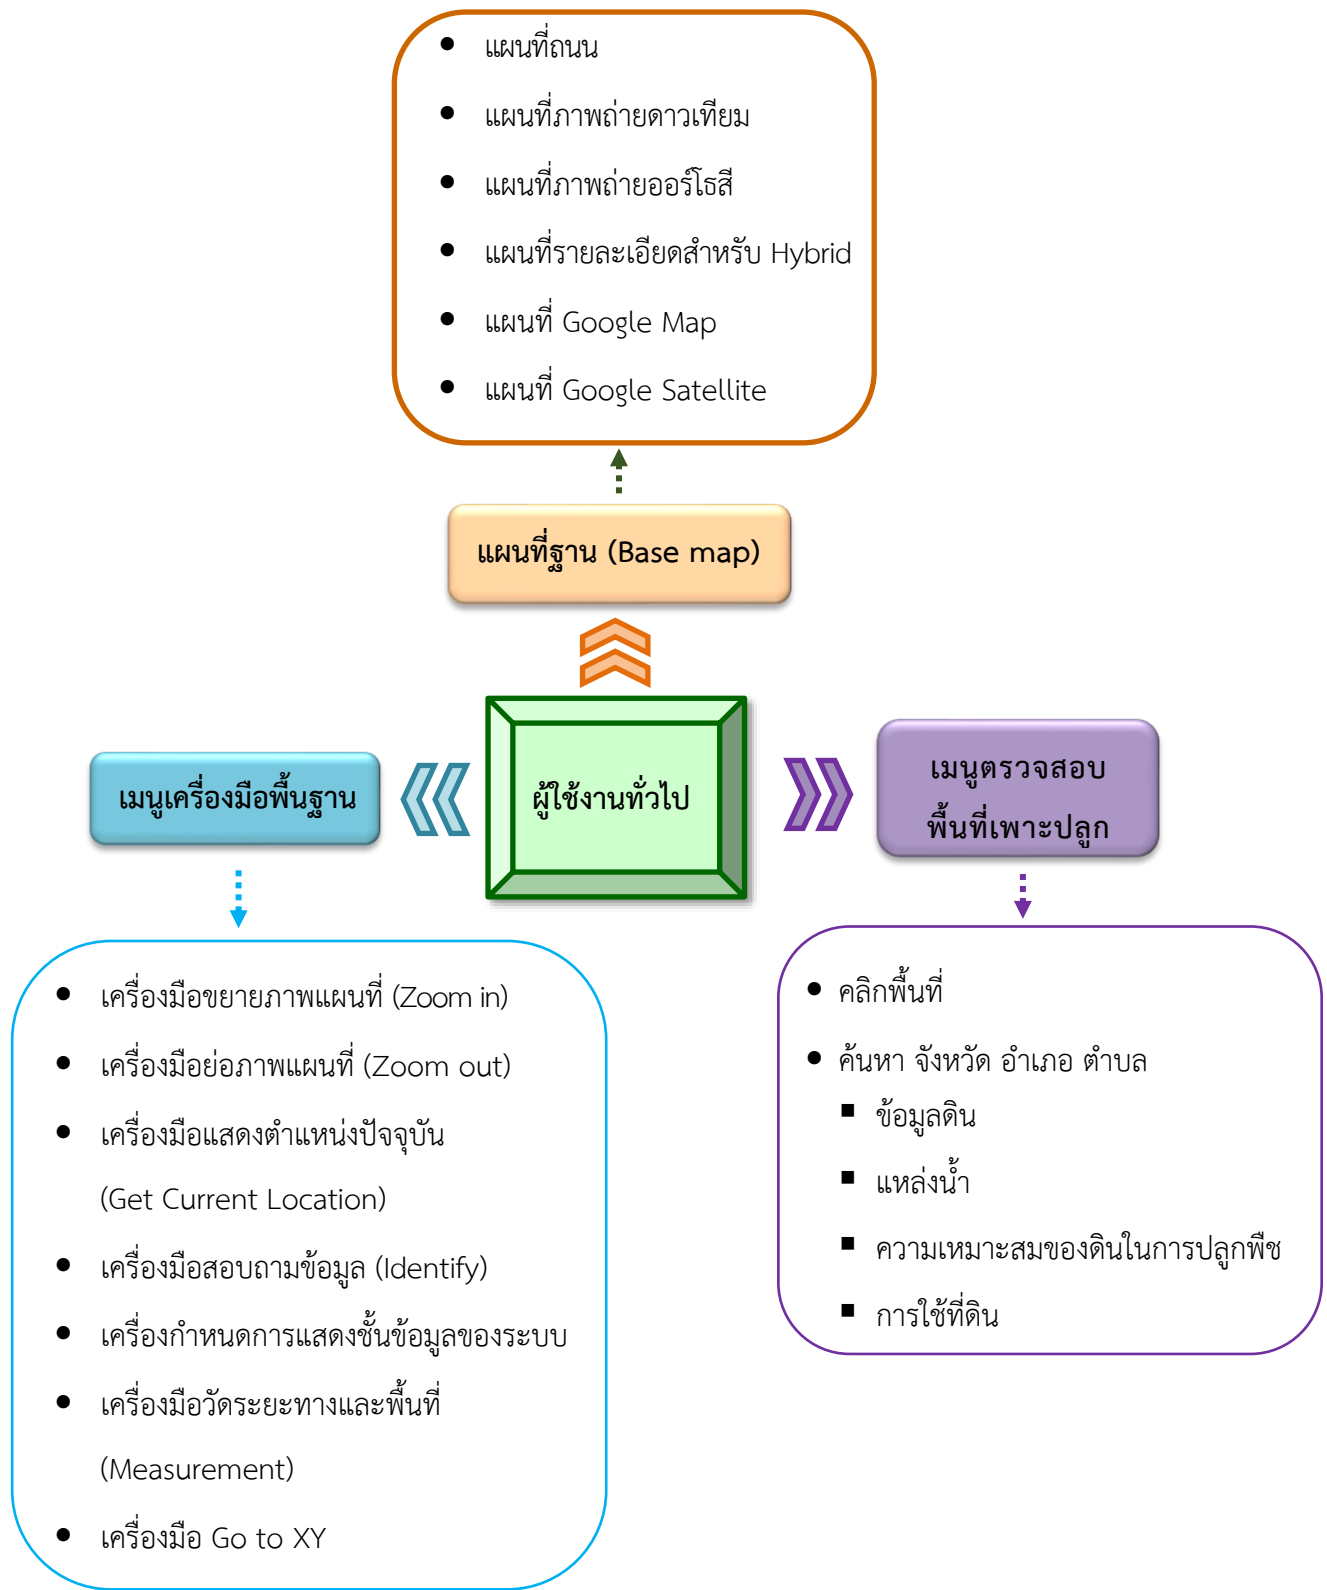 แผนที่ถนน
แผนที่ภาพถ่ายดาวเทียม
แผนที่ภาพถ่ายออร์โธสี
แผนที่รายละเอียดสำหรับ Hybrid
แผนที่ Google Map
แผนที่ Google Satellite
แผนที่ฐาน (Base map)
เมนูเครื่องมือพื้นฐาน
ผู้ใช้งานทั่วไป
เมนูตรวจสอบ
พื้นที่เพาะปลูก
เครื่องมือขยายภาพแผนที่ (Zoom in)
เครื่องมือย่อภาพแผนที่ (Zoom out)
เครื่องมือแสดงตำแหน่งปัจจุบัน
(Get Current Location)
เครื่องมือสอบถามข้อมูล (Identify)
เครื่องกำหนดการแสดงชั้นข้อมูลของระบบ
เครื่องมือวัดระยะทางและพื้นที่
(Measurement)
เครื่องมือ Go to XY
คลิกพื้นที่
ค้นหา จังหวัด อำเภอ ตำบล
ข้อมูลดิน
แหล่งน้ำ
ความเหมาะสมของดินในการปลูกพืช
การใช้ที่ดิน